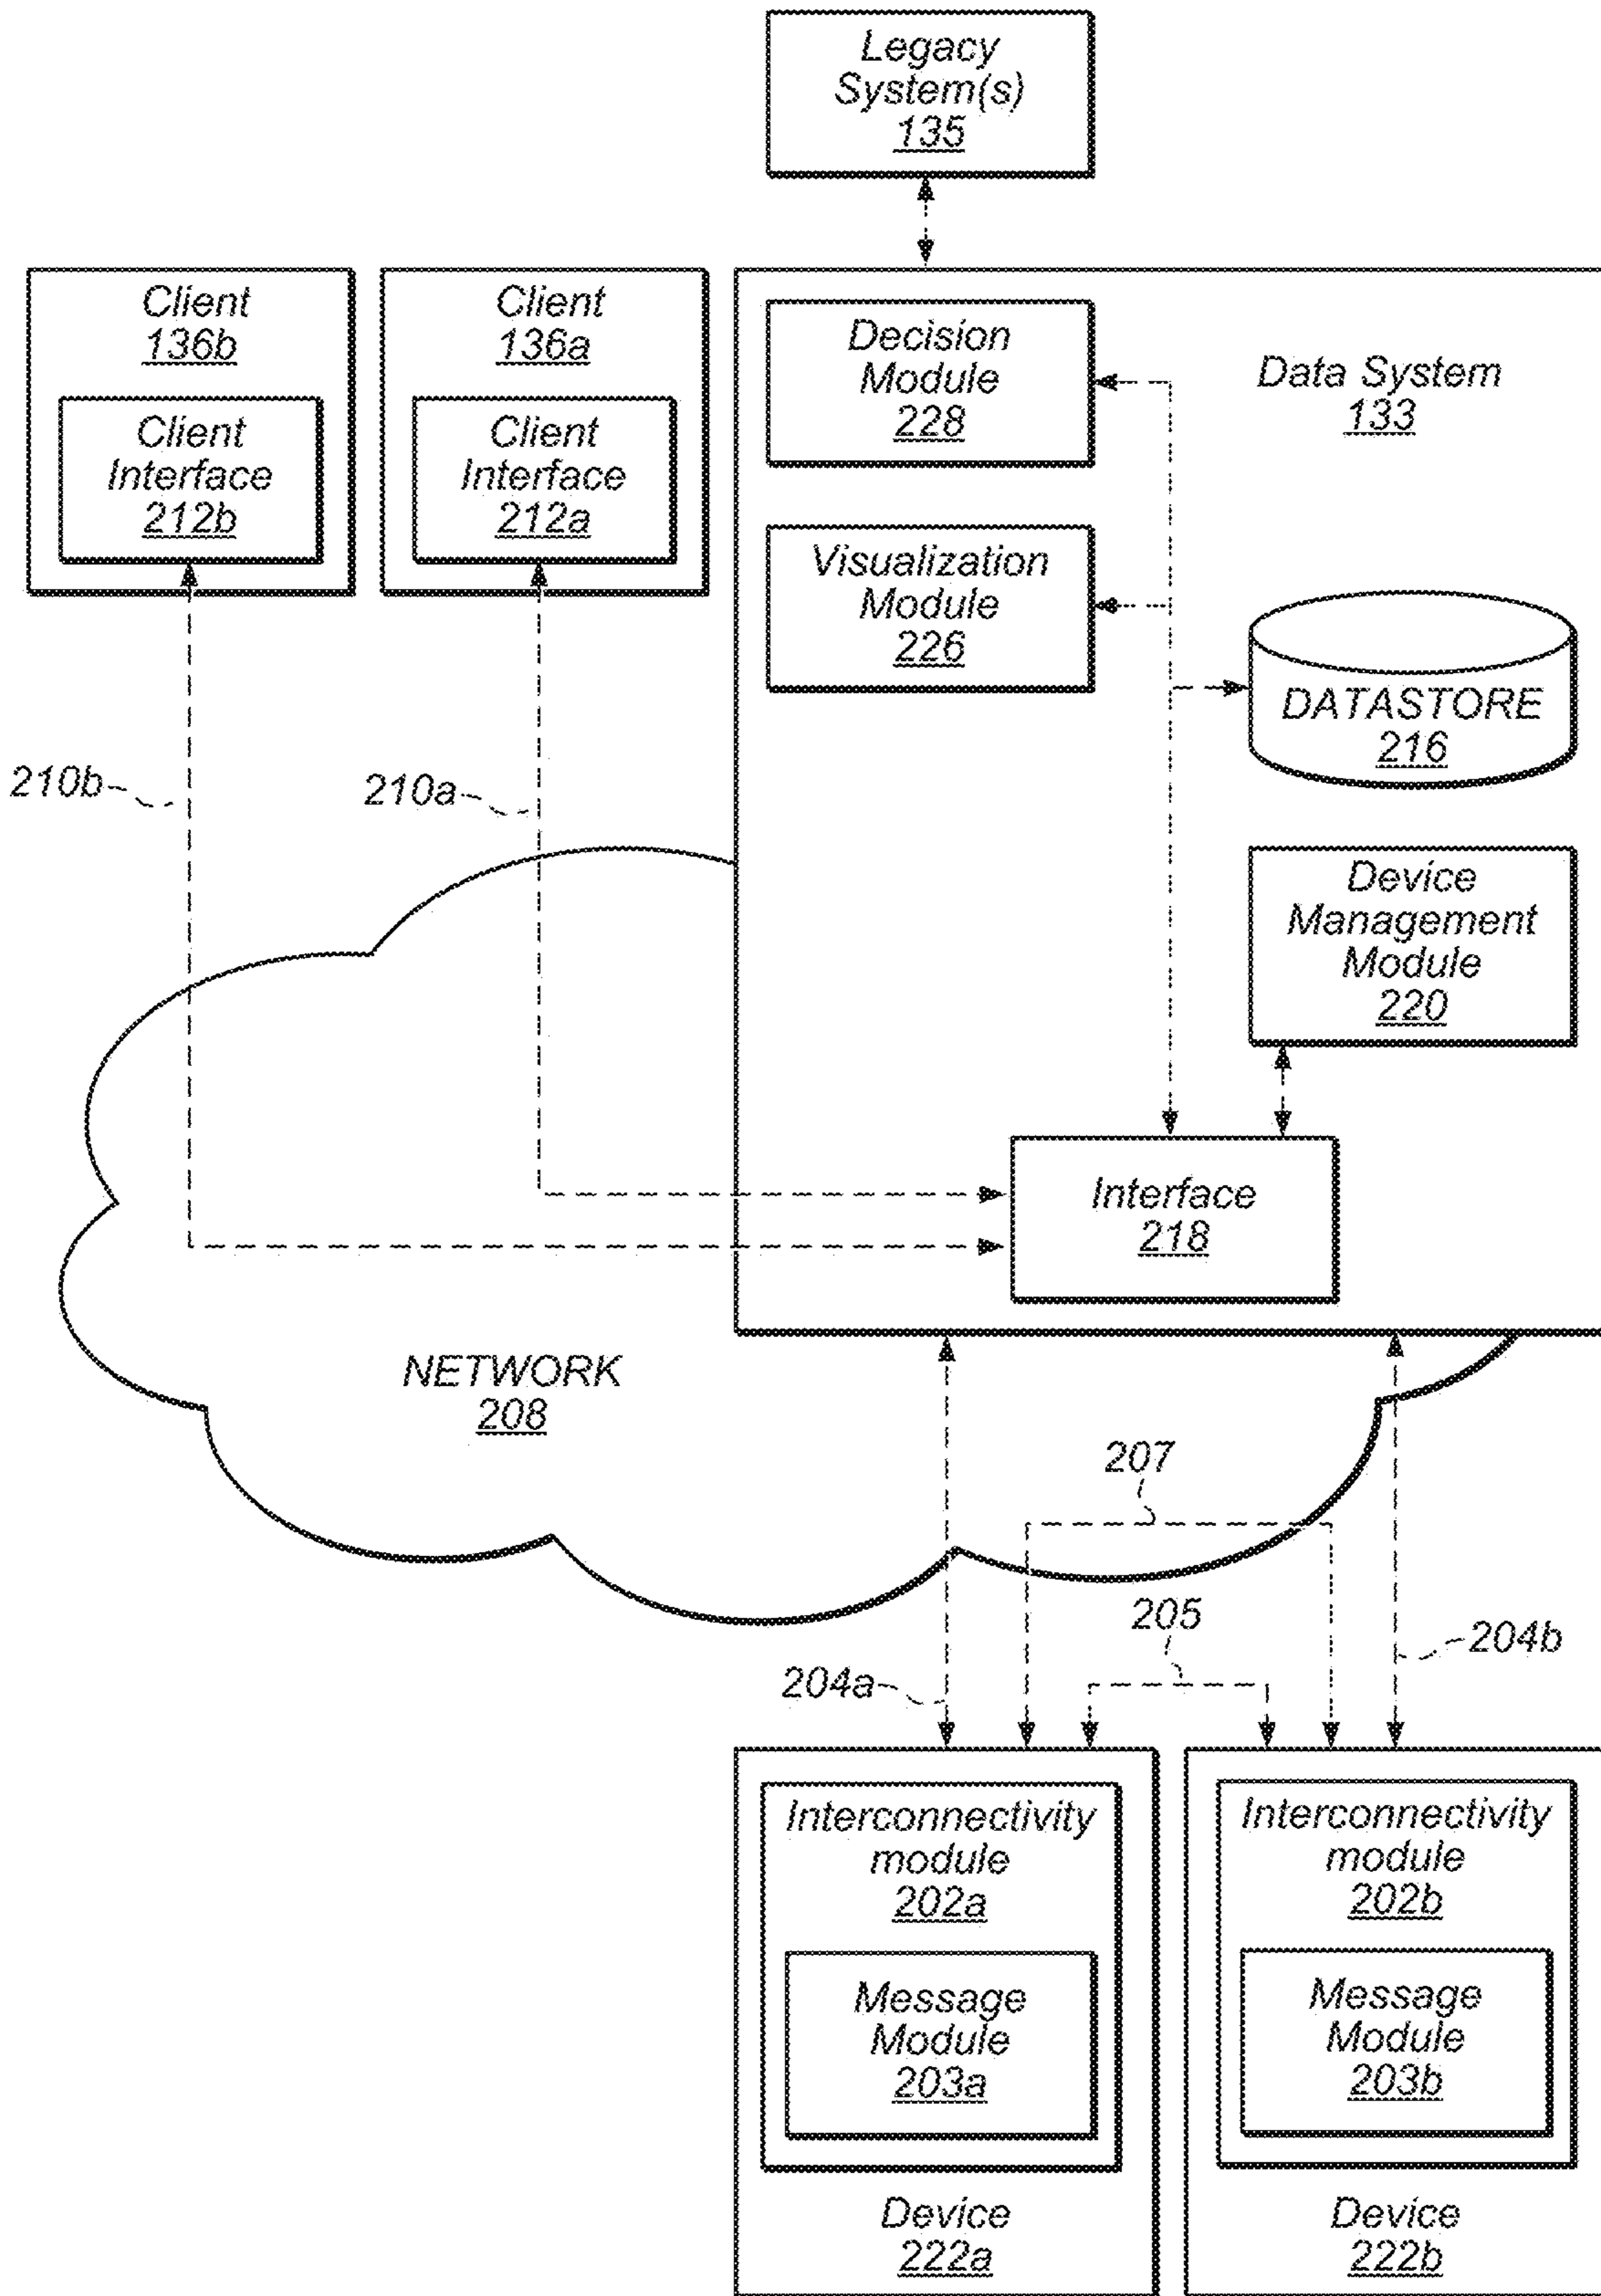 Legacy
System(s)
135
Client
136b
Client
Interface
212b
Client
136a
Client
Interface
212a
Data System
133
Decision
Module
228
Visualization
Module
226
DATASTORE
216
Device
Management
Module
220
Interface
218
210b
210a
NETWORK
208
207
205
204a
204b
Interconnectivity
module
202a
Message
Module
203a
Device
222a
Interconnectivity
module
202b
Message
Module
203b
Device
222b